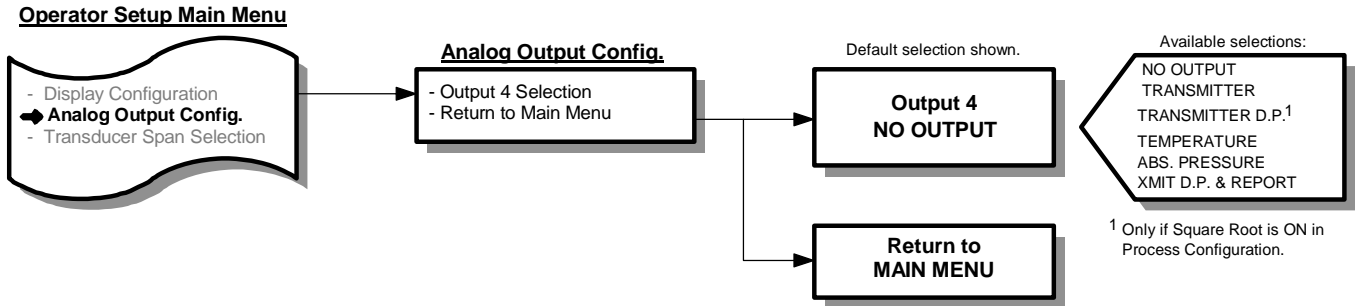 Operator Setup Main Menu
- Display Configuration
Analog Output Config.
- Transducer Span Selection
Analog Output Config.
- Output 4 Selection
- Return to Main Menu
Default selection shown.
Output 4
NO OUTPUT
Return to
MAIN MENU
Available selections:
NO OUTPUT
TRANSMITTER
TRANSMITTER D.P.1
TEMPERATURE
ABS. PRESSURE
XMIT D.P. & REPORT
1 Only if Square Root is ON in
Process Configuration.